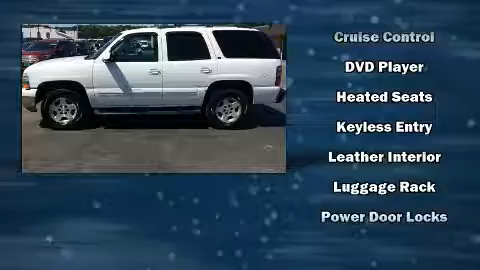 Cruise Control
DVD Player
Heated Seats
Keyless Entry
Leather Interior
Luggage Rack
Power Door Locks